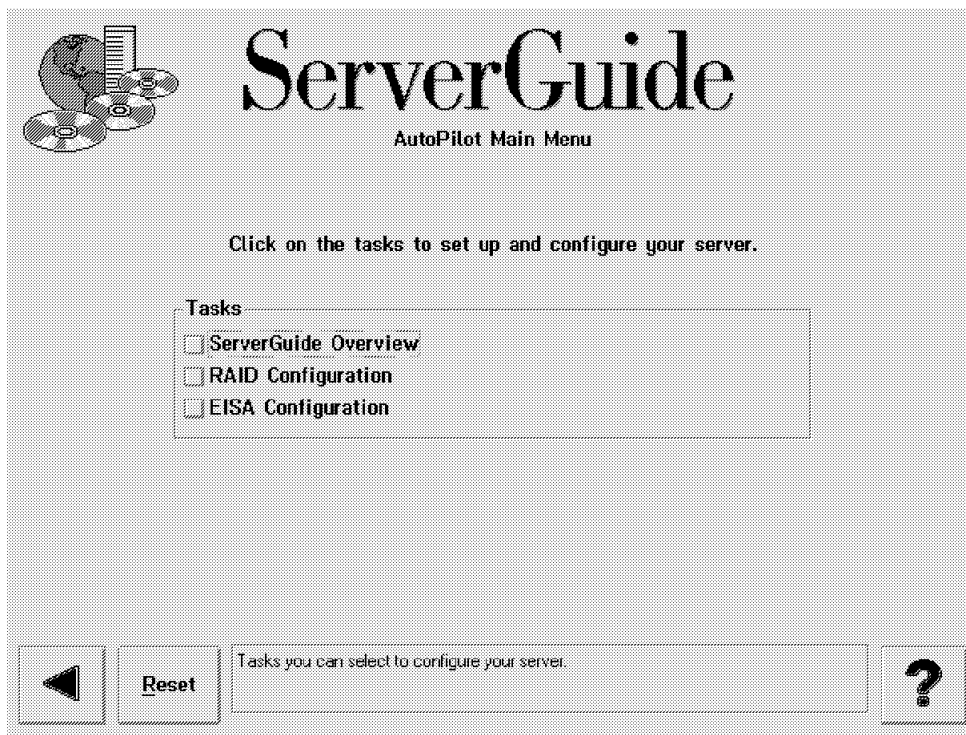 ServerGuide
AutoPilot Main Menu
Click on the tasks to set up and configure your server.
Tasks
ServerGuide Overview
RAID Configuration
EISA Configuration
Reset
Tasks you can select to configure your server.
?